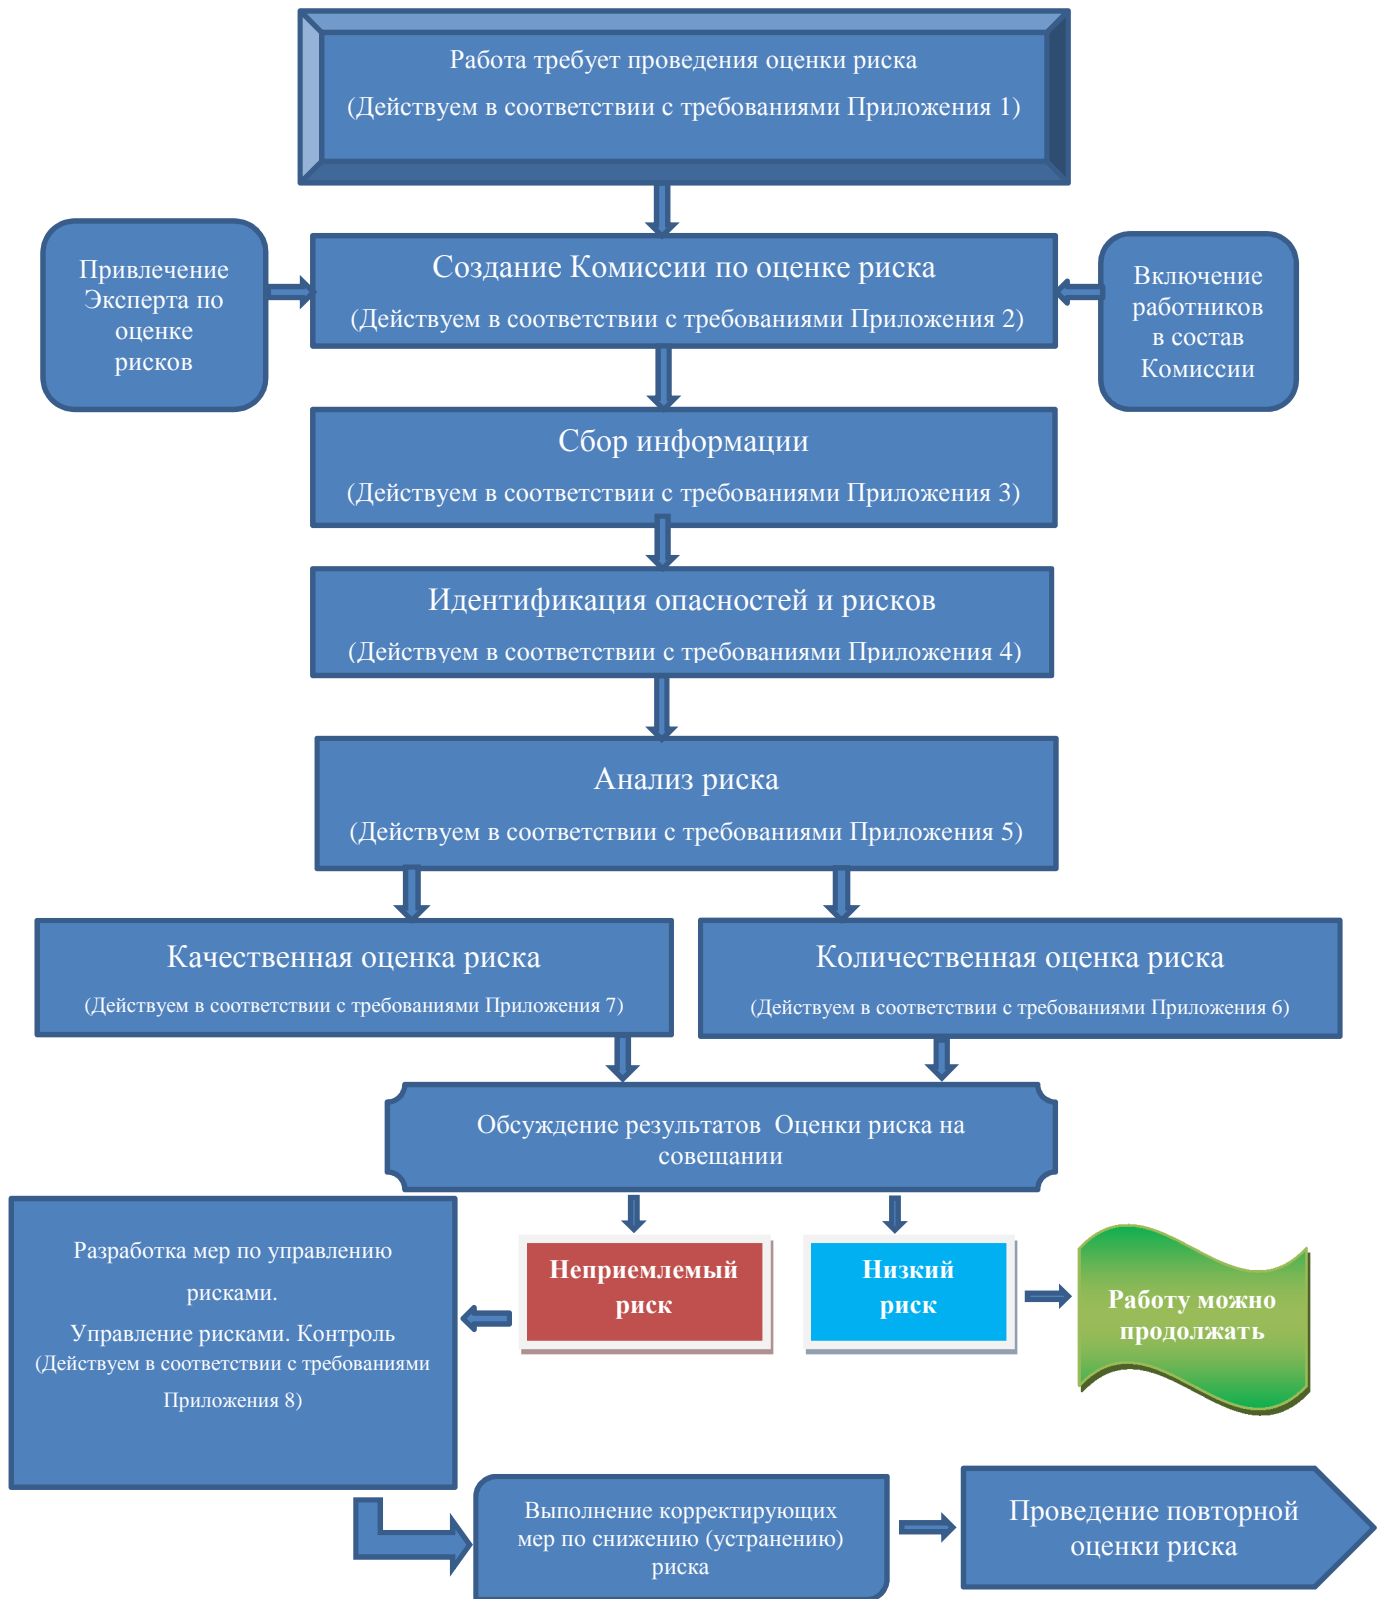 Работа требует проведения оценки риска
(Действуем в соответствии с требованиями Приложения 1)
Привлечение
Эксперта по
оценке
рисков
Создание Комиссии по оценке риска
(Действуем в соответствии с требованиями Приложения 2)
Включение
работников
в состав
Комиссии
Сбор информации
(Действуем в соответствии с требованиями Приложения 3)
Идентификация опасностей и рисков
(Действуем в соответствии с требованиями Приложения 4)
Анализ риска
(Действуем в соответствии с требованиями Приложения 5)
Качественная оценка риска
(Действуем в соответствии с требованиями Приложения 7)
Количественная оценка риска
(Действуем в соответствии с требованиями Приложения 6)
Обсуждение результатов  Оценки риска на
совещании
Разработка мер по управлению
рисками.
Управление рисками. Контроль
(Действуем в соответствии с требованиями
Приложения 8)
Неприемлемый
риск
Низкий
риск
Работу можно
продолжать
Выполнение корректирующих
мер по снижению (устранению)
риска
Проведение повторной
оценки риска